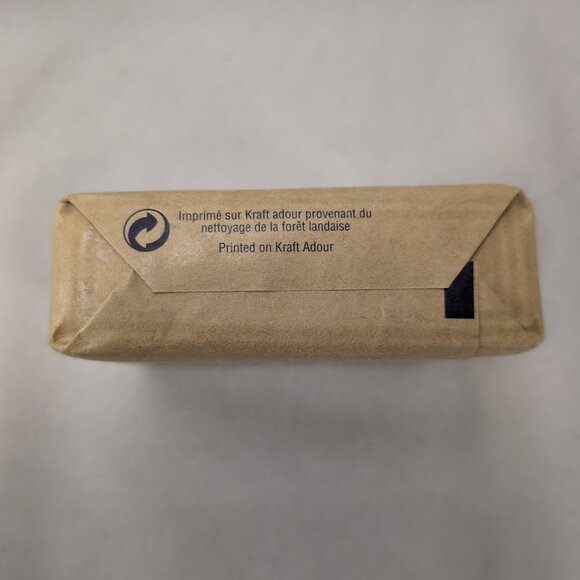 Imprimé sur Kraft adour provenant du
nettoyage de la forêt landaise
Printed on Kraft Adour